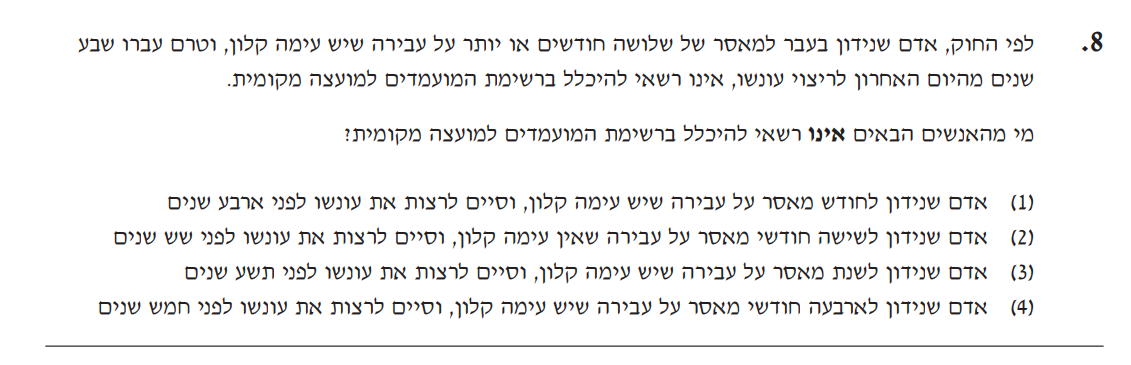 8. לפי החוק, אדם שנידון בעבר למאסר של שלושה חודשים או יותר על עבירה שיש עימה קלון, וטרם עברו שבע
שנים מהיום האחרון לריצוי עונשו, אינו רשאי להיכלל ברשימת המועמדים למועצה מקומית.
מי מהאנשים הבאים אינו רשאי להיכלל ברשימת המועמדים למועצה מקומית?
(1) אדם שנידון לחודש מאסר על עבירה שיש עימה קלון, וסיים לרצות את עונשו לפני ארבע שנים
(2) אדם שנידון לשישה חודשי מאסר על עבירה שאין עימה קלון, וסיים לרצות את עונשו לפני שש שנים
(3) אדם שנידון לשנת מאסר על עבירה שיש עימה קלון, וסיים לרצות את עונשו לפני תשע שנים
(4) אדם שנידון לארבעה חודשי מאסר על עבירה שיש עימה קלון, וסיים לרצות את עונשו לפני חמש שנים